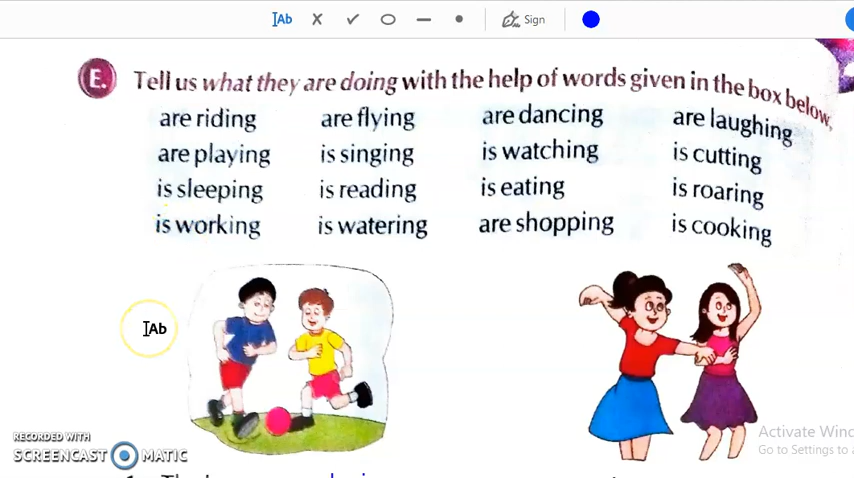 Ab Sign
E. Tell us what they are doing with the help of words given in the box below.
are riding are flying are dancing are laughing
are playing is singing is watching is cutting
is sleeping is reading is eating is roaring
is working is watering are shopping is cooking
Ab
Activate Win
Go to Settings to
RECORDED WITH
SCREENCAST MATIC